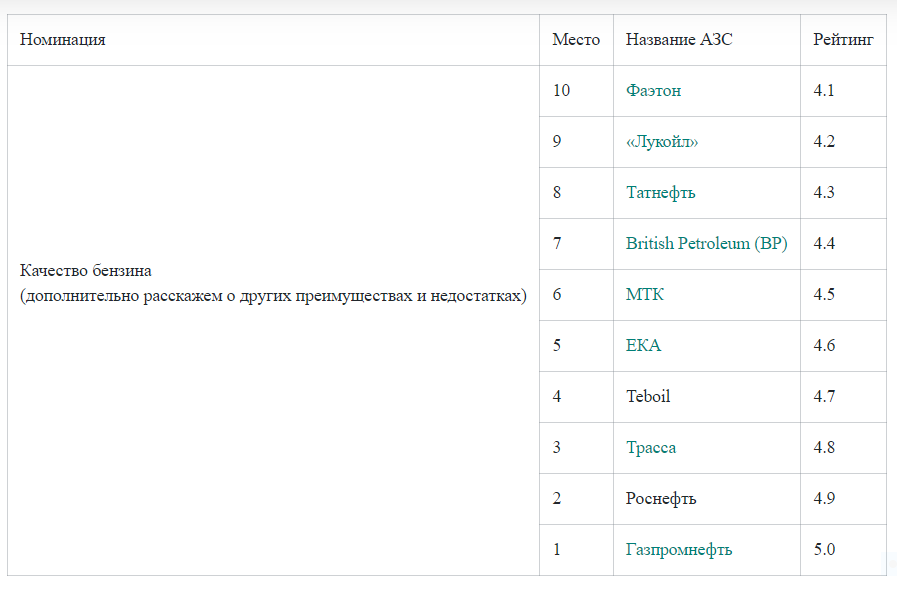 Номинация Место Название АЗС Рейтинг
10 Фаэтон 4.1
9 «Лукойл» 4.2
8 Татнефть 4.3
7 British Petroleum (BP) 4.4
Качество бензина
(дополнительно расскажем о других преимуществах и недостатках)
6 МТК 4.5
5 ЕКА 4.6
4 Teboil 4.7
3 Трасса 4.8
2 Роснефть 4.9
1 Газпромнефть 5.0